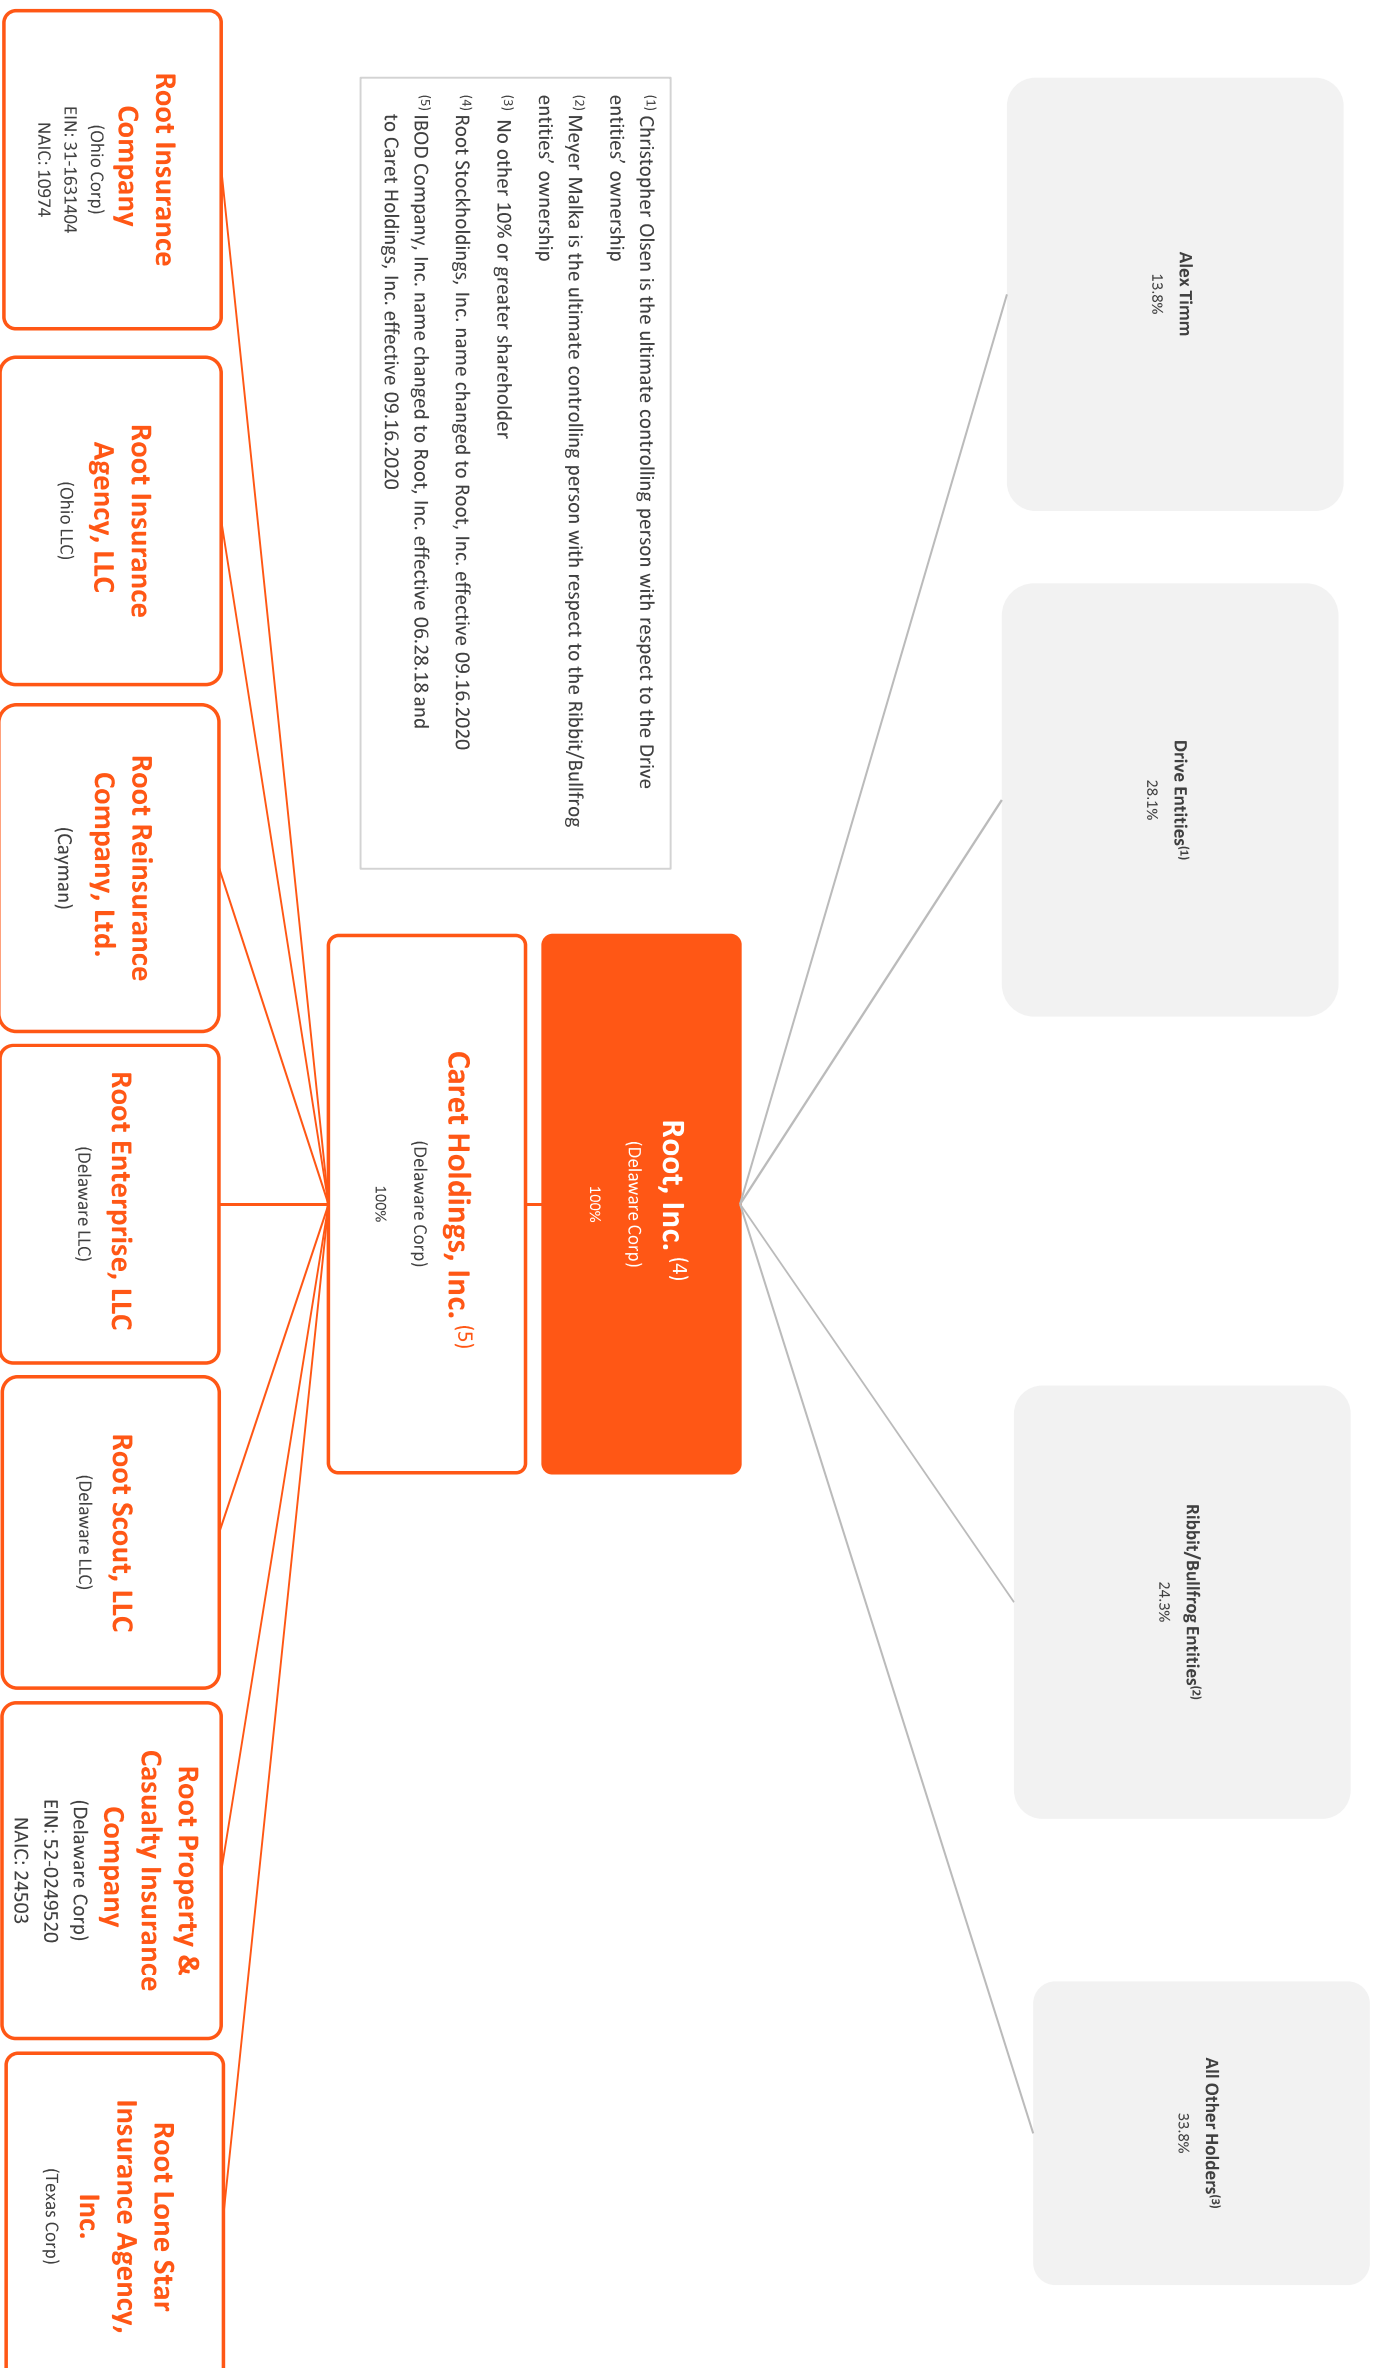 Alex Timm
13.8%
Drive Entities(1)
28.1%
Ribbit/Bullfrog Entities(2)
24.3%
All Other Holders(3)
33.8%
Root, Inc. (4)
(Delaware Corp)
100%
(1) Christopher Olsen is the ultimate controlling person with respect to the Drive
entities’ ownership
(2) Meyer Malka is the ultimate controlling person with respect to the Ribbit/Bullfrog
entities’ ownership
(3) No other 10% or greater shareholder
(4) Root Stockholdings, Inc. name changed to Root, Inc. effective 09.16.2020
(5) IBOD Company, Inc. name changed to Root, Inc. effective 06.28.18 and
to Caret Holdings, Inc. effective 09.16.2020
Caret Holdings, Inc. (5)
(Delaware Corp)
100%
Root Insurance
Company
(Ohio Corp)
EIN: 31-1631404
NAIC: 10974
Root Insurance
Agency, LLC
(Ohio LLC)
Root Reinsurance
Company, Ltd.
(Cayman)
Root Enterprise, LLC
(Delaware LLC)
Root Scout, LLC
(Delaware LLC)
Root Property &
Casualty Insurance
Company
(Delaware Corp)
EIN: 52-0249520
NAIC: 24503
Root Lone Star
Insurance Agency,
Inc.
(Texas Corp)